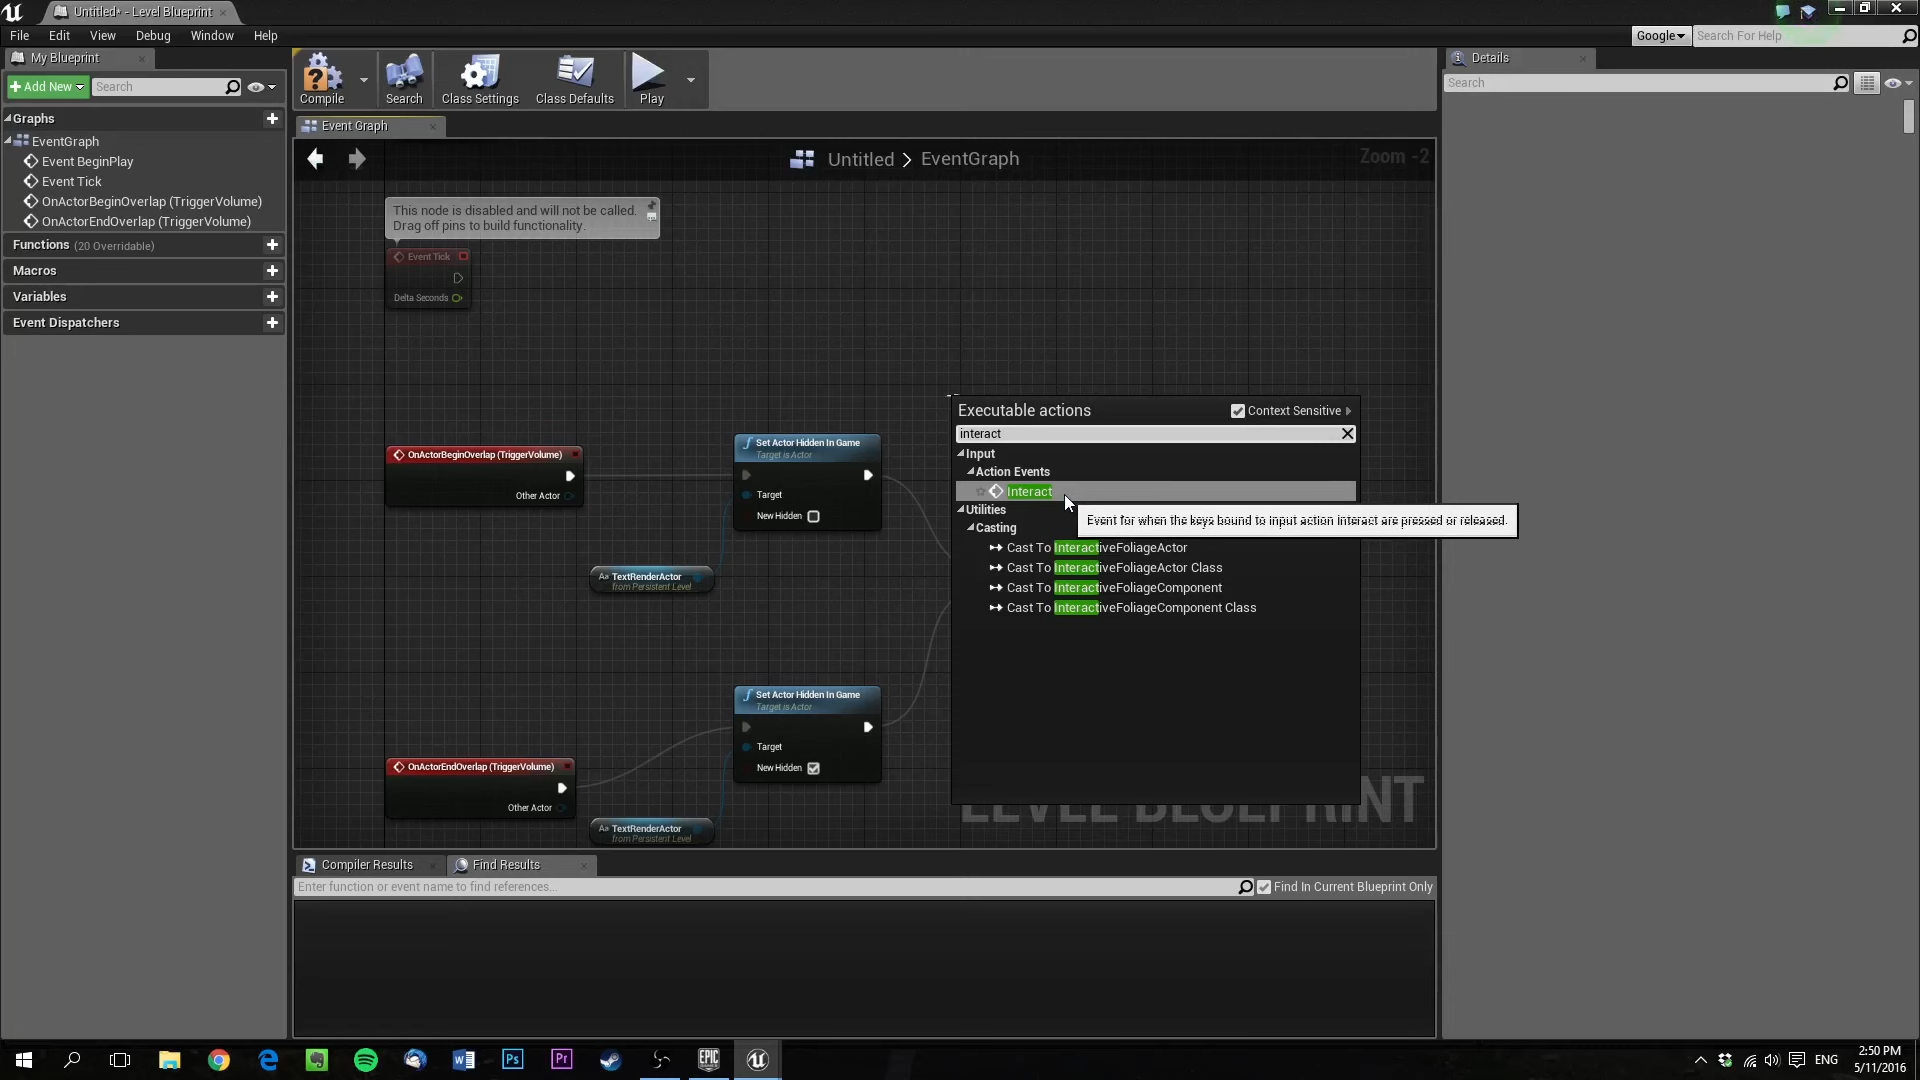 Untitled* - Level Blueprint
File Edit View Debug Window Help
Google
Search For Help
My Blueprint
Add New
Search
Graphs
EventGraph
Event BeginPlay
Event Tick
OnActorBeginOverlap (TriggerVolume)
OnActorEndOverlap (TriggerVolume)
Functions (20 Overridable)
Macros
Variables
Event Dispatchers
Compile
Search
Class Settings
Class Defaults
Play
Event Graph
Untitled > EventGraph
Zoom -2
This node is disabled and will not be called.
Drag off pins to build functionality.
Event Tick
Delta Seconds
OnActorBeginOverlap (TriggerVolume)
Other Actor
Set Actor Hidden In Game
Target is Actor
Target
New Hidden
TextRenderActor
from Persistent Level
Set Actor Hidden In Game
Target is Actor
Target
New Hidden
OnActorEndOverlap (TriggerVolume)
Other Actor
TextRenderActor
from Persistent Level
Executable actions
Context Sensitive
interact
Input
Action Events
Interact
Utilities
Casting
Cast To InteractiveFoliageActor
Cast To InteractiveFoliageActor Class
Cast To InteractiveFoliageComponent
Cast To InteractiveFoliageComponent Class
Event for when the keys bound to input action Interact are pressed or released.
LEVEL BLUEPRINT
Compiler Results
Find Results
Enter function or event name to find references...
Find In Current Blueprint Only
Details
Search
EPIC
GAMES
Ps
Pr
ENG
2:50 PM
5/11/2016